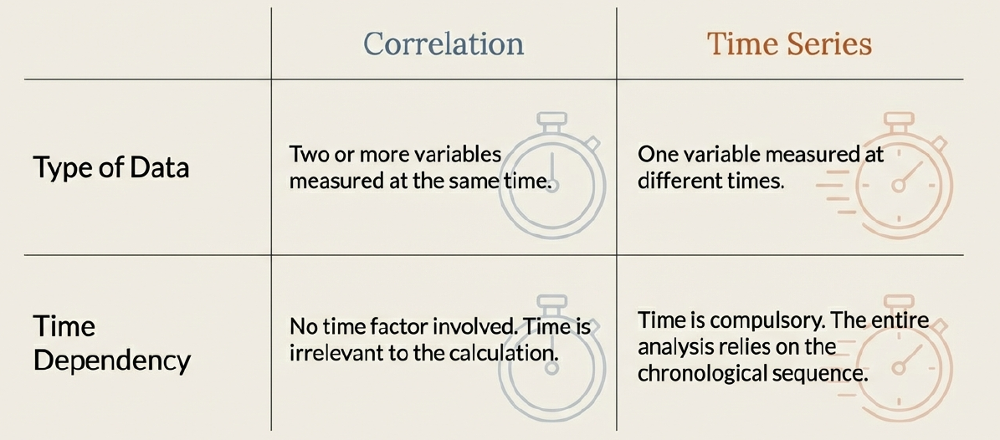 Correlation
Time Series
Type of Data
Two or more variables
measured at the same time.
One variable measured at
different times.
Time
Dependency
No time factor involved. Time is
irrelevant to the calculation.
Time is compulsory. The entire
analysis relies on the
chronological sequence.